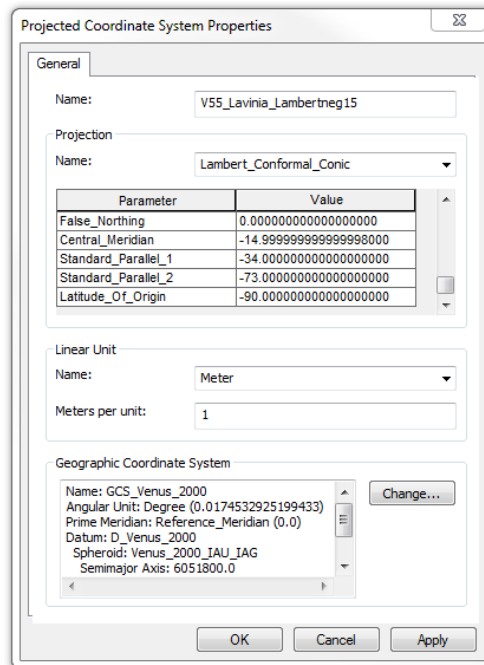 Projected Coordinate System Properties
General
Name:
V55_Lavinia_Lambertneg15
Projection
Name:
Lambert_Conformal_Conic
Parameter Value
False_Northing 0.000000000000000000
Central_Meridian -14.999999999999998000
Standard_Parallel_1 -34.000000000000000000
Standard_Parallel_2 -73.000000000000000000
Latitude_Of_Origin -90.000000000000000000
Linear Unit
Name:
Meter
Meters per unit:
1
Geographic Coordinate System
Name: GCS_Venus_2000
Angular Unit: Degree (0.0174532925199433)
Prime Meridian: Reference_Meridian (0.0)
Datum: D_Venus_2000
Spheroid: Venus_2000_IAU_IAG
Semimajor Axis: 6051800.0
Change...
OK Cancel Apply